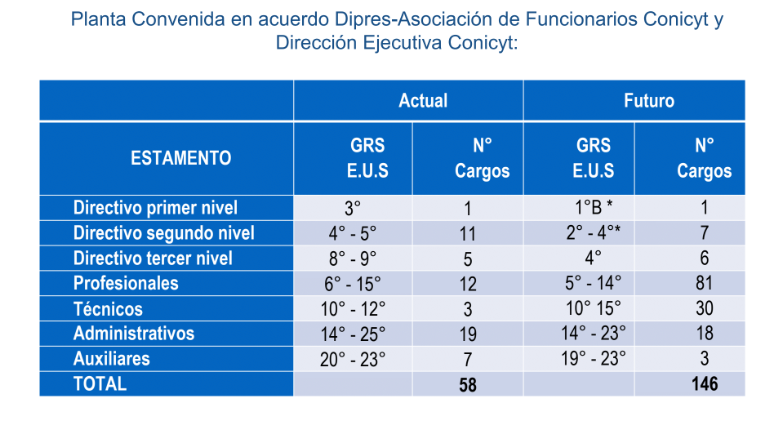 Planta Convenida en acuerdo Dipres-Asociación de Funcionarios Conicyt y
Dirección Ejecutiva Conicyt:
Actual Futuro
ESTAMENTO GRS E.U.S N° Cargos GRS E.U.S N° Cargos
Directivo primer nivel 3° 1 1°B * 1
Directivo segundo nivel 4° - 5° 11 2° - 4°* 7
Directivo tercer nivel 8° - 9° 5 4° 6
Profesionales 6° - 15° 12 5° - 14° 81
Técnicos 10° - 12° 3 10° 15° 30
Administrativos 14° - 25° 19 14° - 23° 18
Auxiliares 20° - 23° 7 19° - 23° 3
TOTAL 58 146